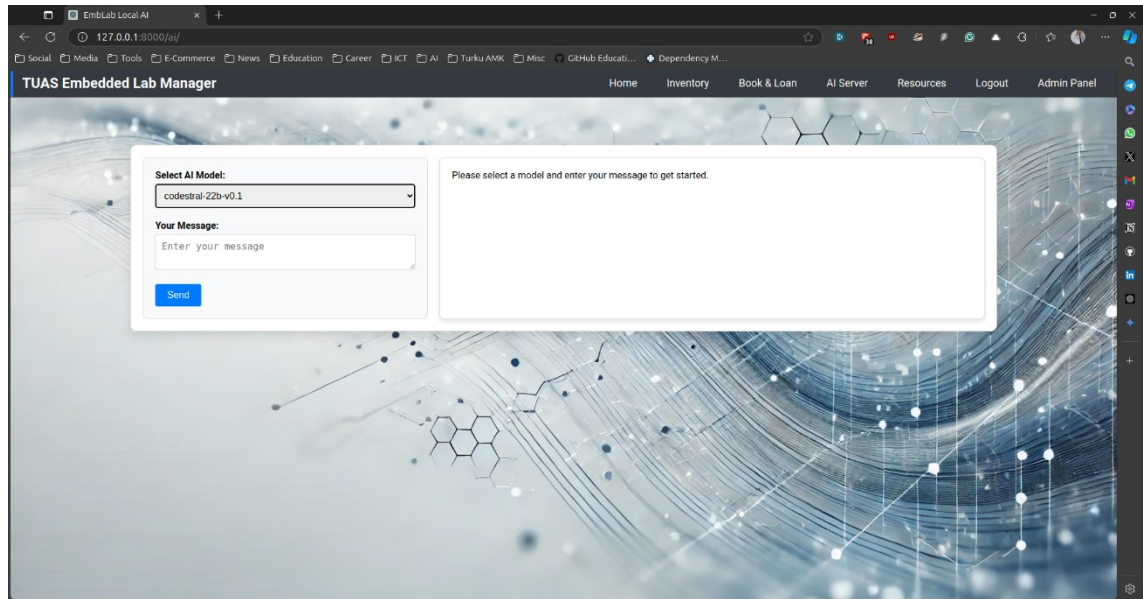 EmbLab Local AI
127.0.0.1:8000/ai/
38
Social Media Tools E-Commerce News Education Career ICT AI Turku AMK Misc GitHub Educati... Dependency M...
TUAS Embedded Lab Manager Home Inventory Book & Loan AI Server Resources Logout Admin Panel
Select AI Model:
codestral-22b-v0.1
Your Message:
Enter your message
Send
Please select a model and enter your message to get started.